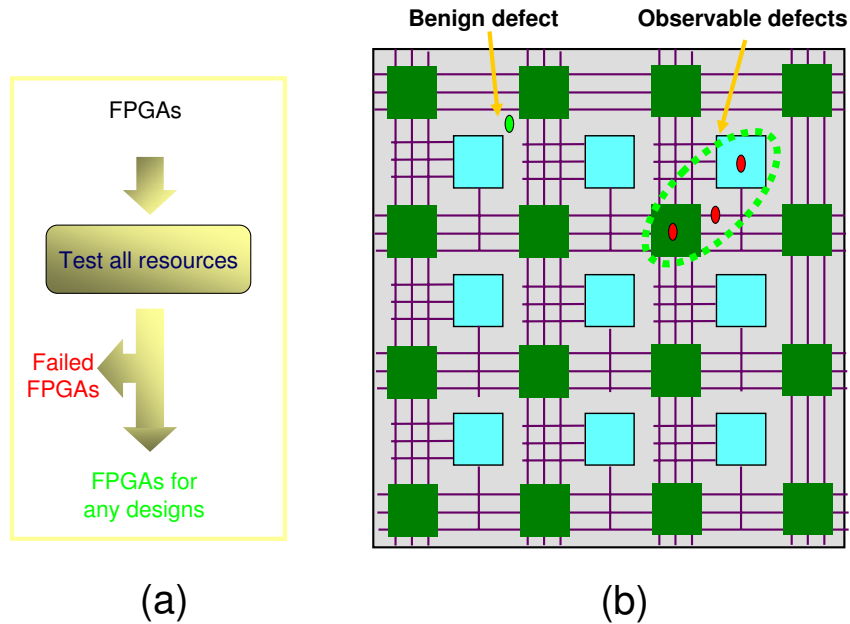 FPGAs
Test all resources
Failed
FPGAs
FPGAs for
any designs
(a)
Benign defect
Observable defects
(b)